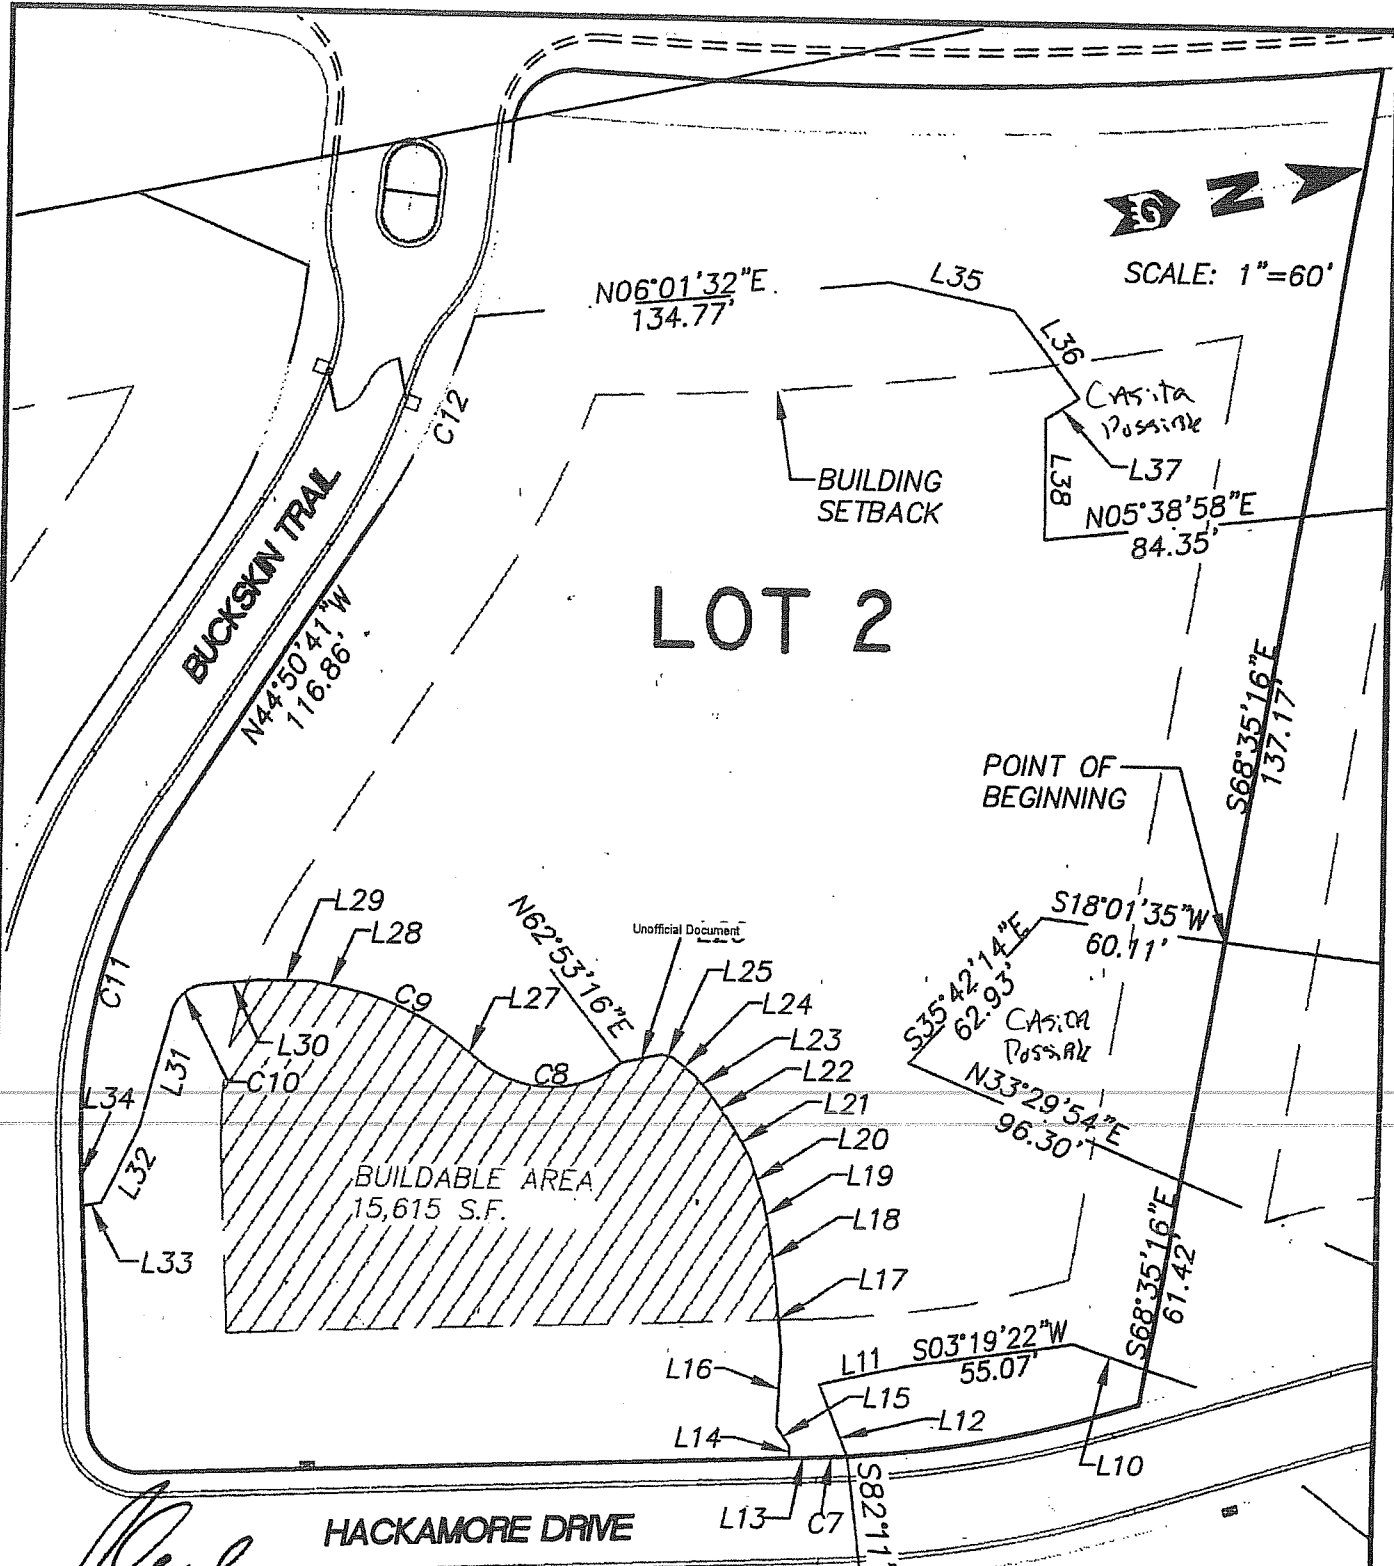 N
SCALE: 1"=60'
N06°01'32"E
134.77'
L35
L36
Casita
Possible
L37
L38
C12
BUILDING
SETBACK
N05°38'58"E
84.35'
BUCKSKIN TRAIL
N44°50'41"W
116.86'
LOT 2
S68°35'16"E
137.17'
POINT OF
BEGINNING
L29
L28
N62°53'16"E
Unofficial Document
L25
S18°01'35"W
60.11'
S35°42'14"E
62.93'
C11
C9
L27
L24
CASITA
Possible
L30
L23
L31
C10
C8
L22
N33°29'54"E
96.30'
L34
L21
L32
L20
BUILDABLE AREA
15,615 S.F.
L19
L18
L33
L17
S68°35'16"E
61.42'
S03°19'22"W
55.07'
L11
L16
L15
L12
L14
L10
L13
C7
S82°11'
HACKAMORE DRIVE